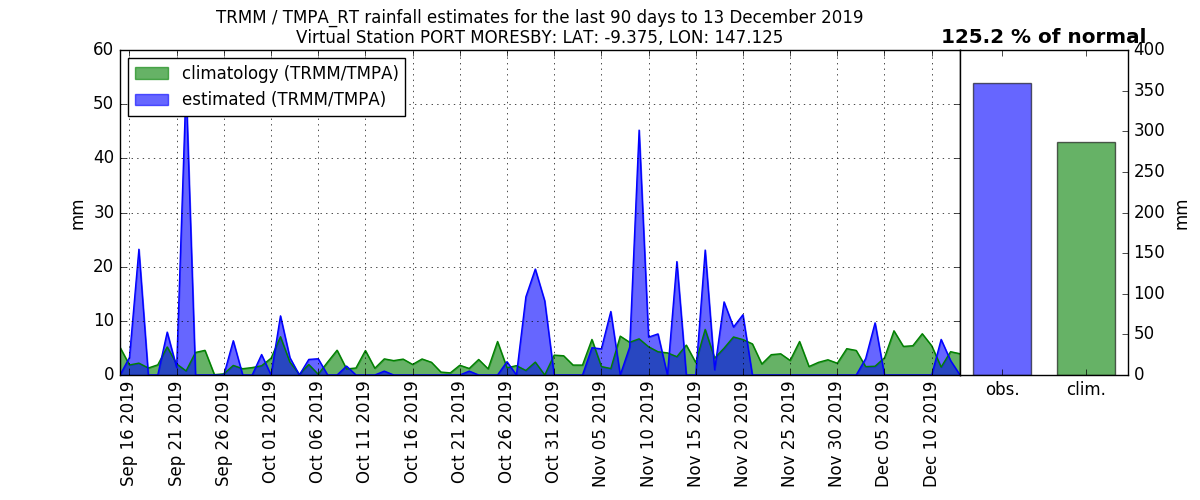 TRMM / TMPA_RT rainfall estimates for the last 90 days to 13 December 2019
Virtual Station PORT MORESBY: LAT: -9.375, LON: 147.125
125.2 % of normal
climatology (TRMM/TMPA)
estimated (TRMM/TMPA)
60
50
40
30
20
10
0
mm
Sep 16 2019
Sep 21 2019
Sep 26 2019
Oct 01 2019
Oct 06 2019
Oct 11 2019
Oct 16 2019
Oct 21 2019
Oct 26 2019
Oct 31 2019
Nov 05 2019
Nov 10 2019
Nov 15 2019
Nov 20 2019
Nov 25 2019
Nov 30 2019
Dec 05 2019
Dec 10 2019
obs.
clim.
400
350
300
250
200
150
100
50
0
mm